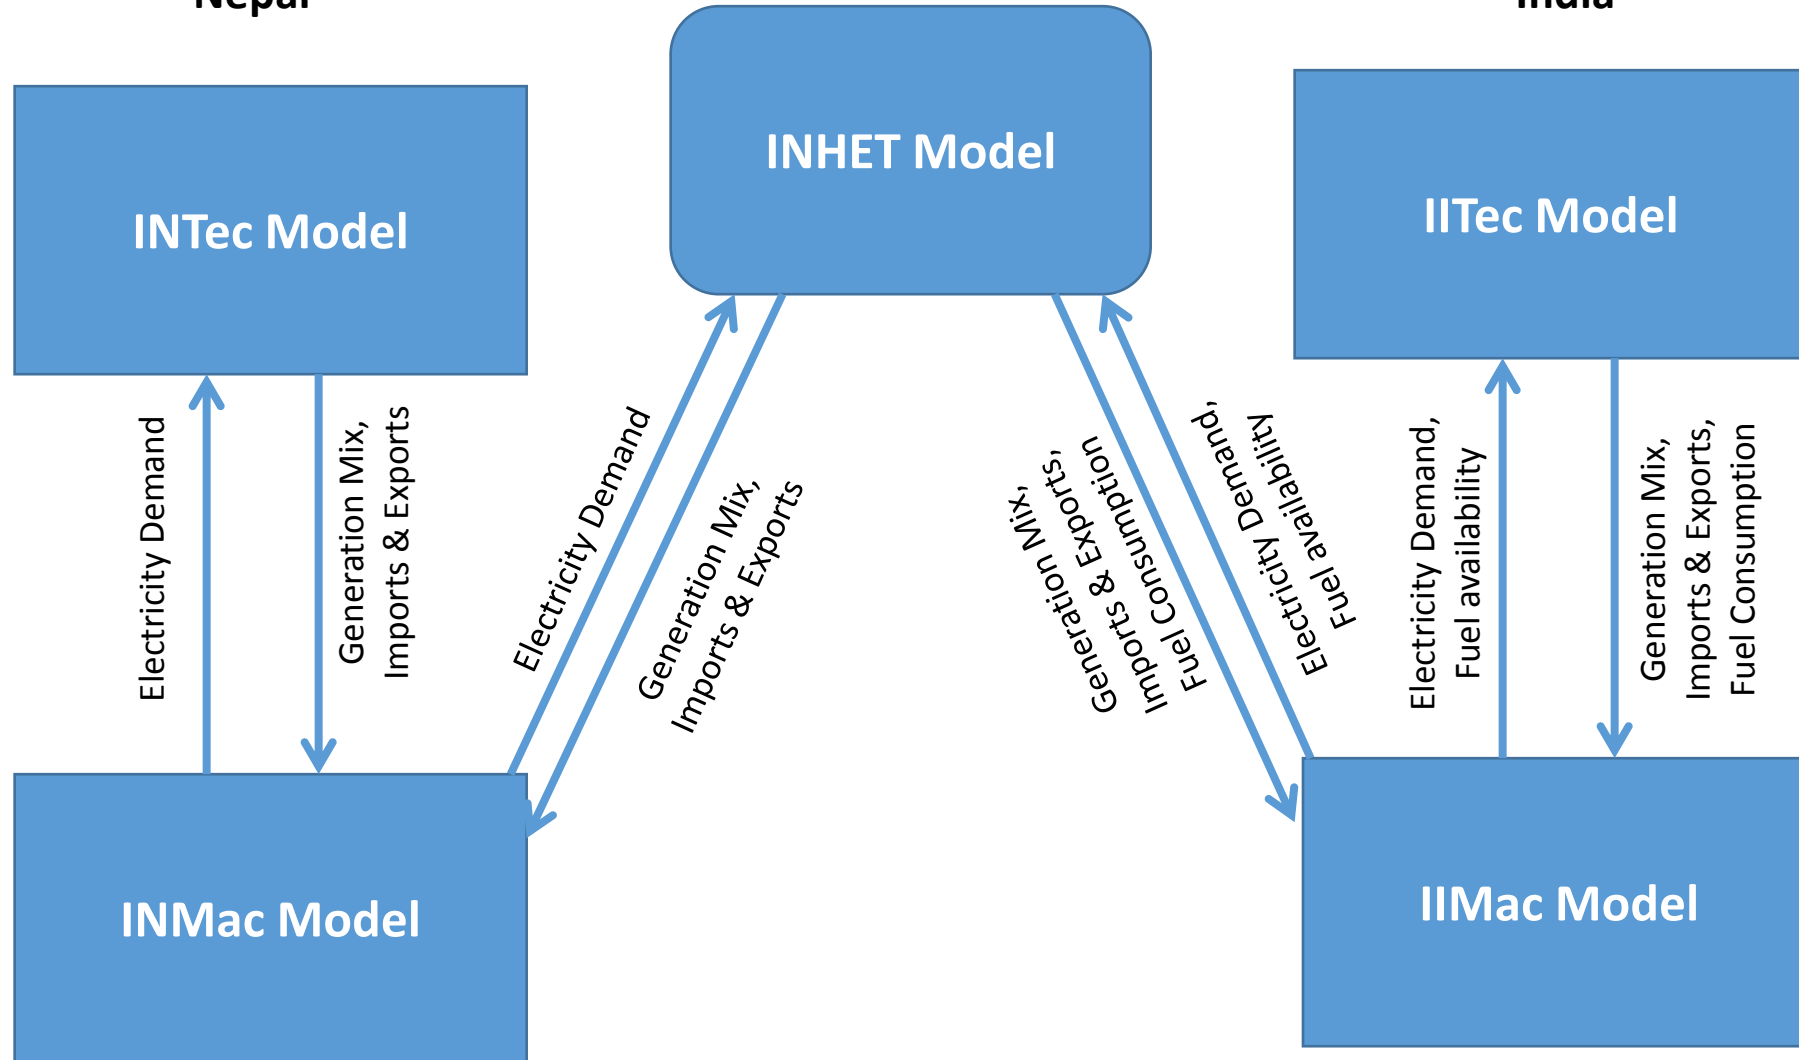 Nepal
India
INHET Model
INTec Model
IITec Model
Electricity Demand
Generation Mix,
Imports & Exports
Electricity Demand
Generation Mix,
Imports & Exports
Generation Mix,
Imports & Exports,
Fuel Consumption
Electricity Demand,
Fuel availability
Electricity Demand,
Fuel availability
Generation Mix,
Imports & Exports,
Fuel Consumption
INMac Model
IIMac Model